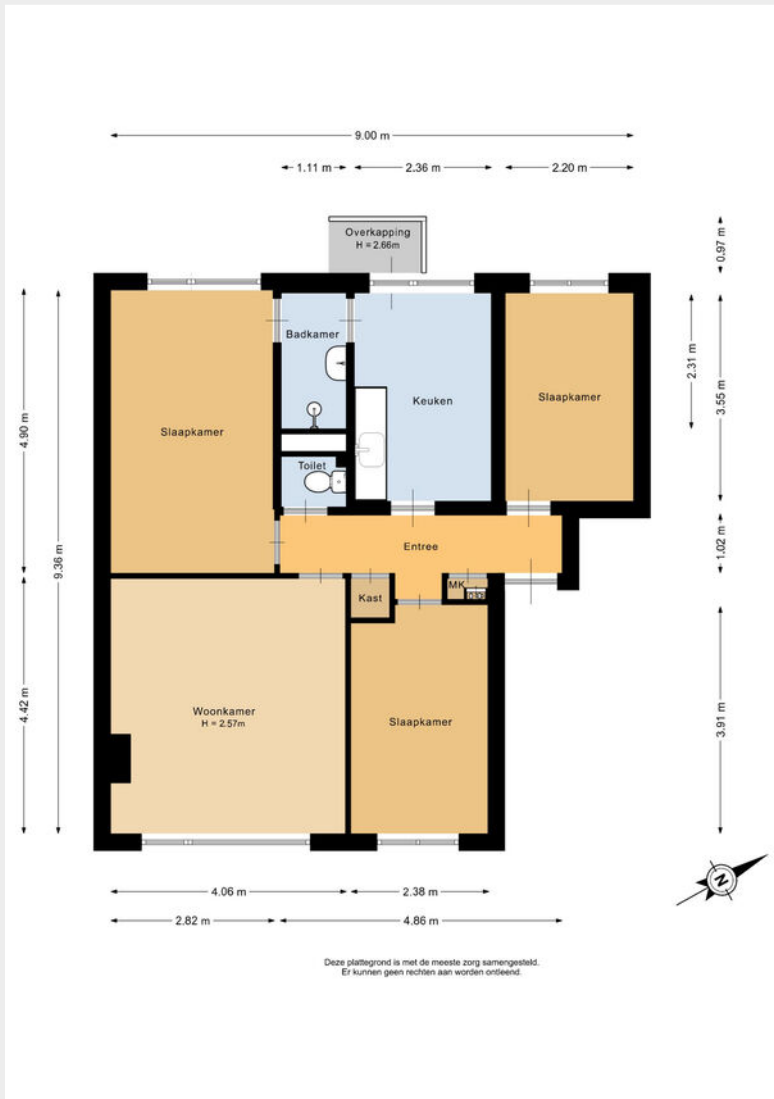 9.00 m
1.11 m
2.36 m
2.20 m
Overkapping
H = 2.66m
0.97 m
Badkamer
Keuken
Slaapkamer
Slaapkamer
Toilet
Entree
MK
Kast
Woonkamer
H = 2.57m
Slaapkamer
4.90 m
9.36 m
4.42 m
2.31 m
3.55 m
1.02 m
3.91 m
4.06 m
2.38 m
2.82 m
4.86 m
N
Deze plattegrond is met de meeste zorg samengesteld.
Er kunnen geen rechten aan worden ontleend.